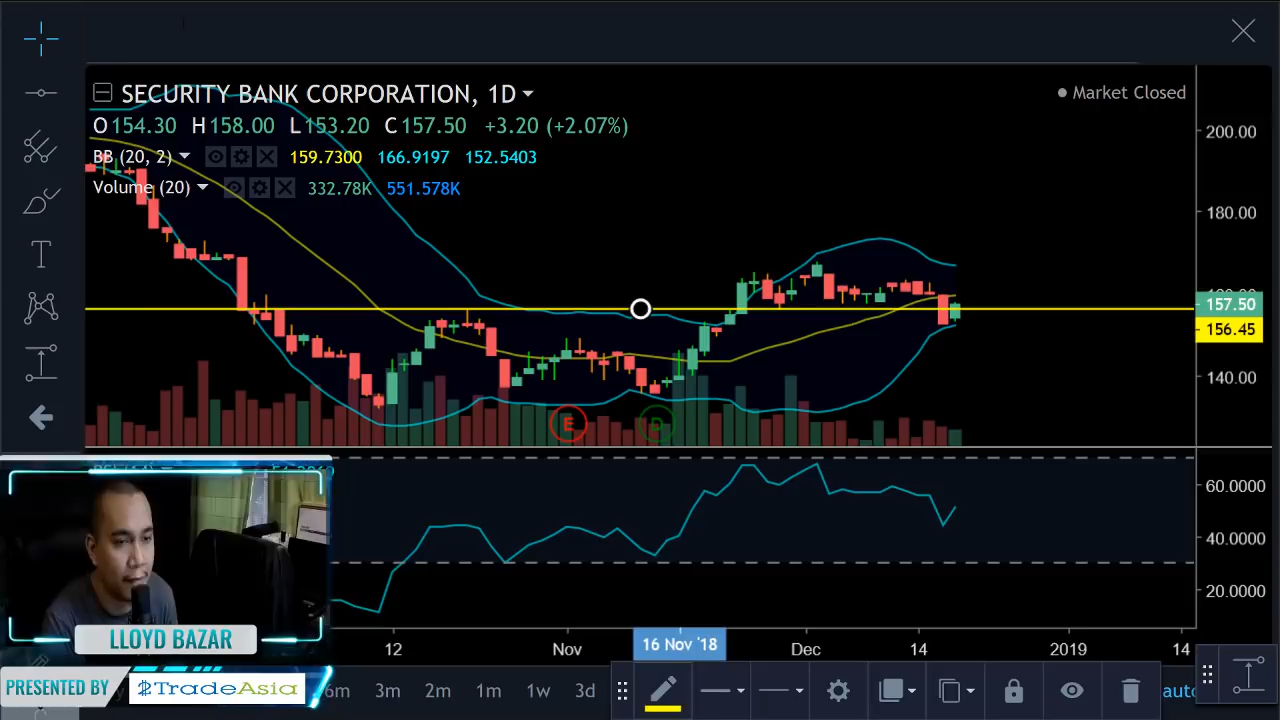 SECURITY BANK CORPORATION, 1D
Market Closed
O154.30 H158.00 L153.20 C157.50 +3.20 (+2.07%)
BB (20, 2) 159.7300 166.9197 152.5403
Volume (20) 332.78K 551.578K
200.00
180.00
157.50
156.45
140.00
E
D
60.0000
40.0000
20.0000
12 Nov 16 Nov '18 Dec 14 2019 14
LLOYD BAZAR
PRESENTED BY TradeAsia
6m 3m 2m 1m 1w 3d
auto